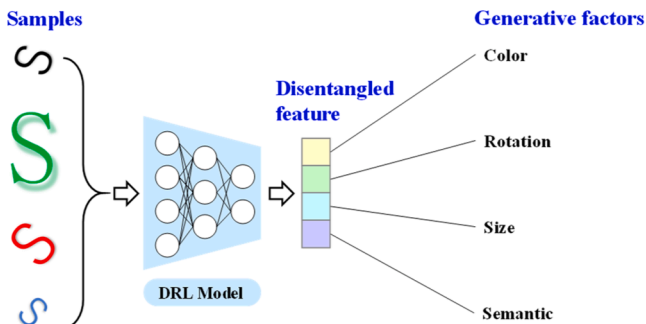 Samples
Generative factors
S
Color
Disentangled
feature
S
Rotation
S
Size
DRL Model
S
Semantic